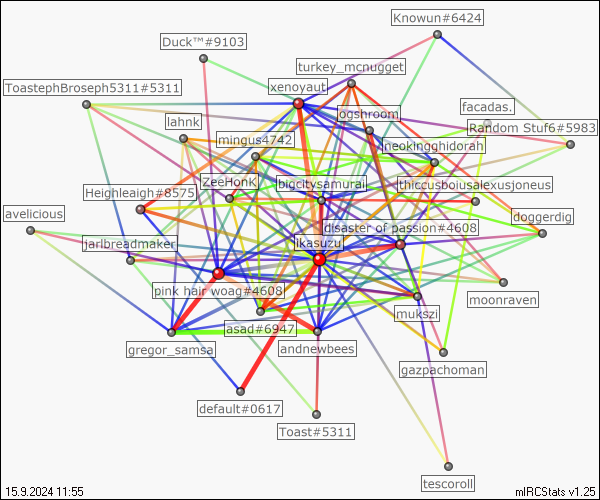 Knowun#6424
Duck™#9103
turkey_mcnugget
xenoyaut
ToastephBroseph5311#5311
ogshroom
facadas.
lahnk
Random Stuf6#5983
mingus4742
neokingghidorah
ZeeHonk
bigcitysamurai
thiccusboiusalexusjoneus
Heighleaigh#8575
avelicious
doggerdig
disaster of passion#4608
jarlbreadmaker
ikasuzu
pink hair woag#4608
moonraven
mukszi
asad#6947
gregor_samsa
andnewbees
gazpachoman
default#0617
Toast#5311
tescoroll
15.9.2024 11:55
mIRCStats v1.25